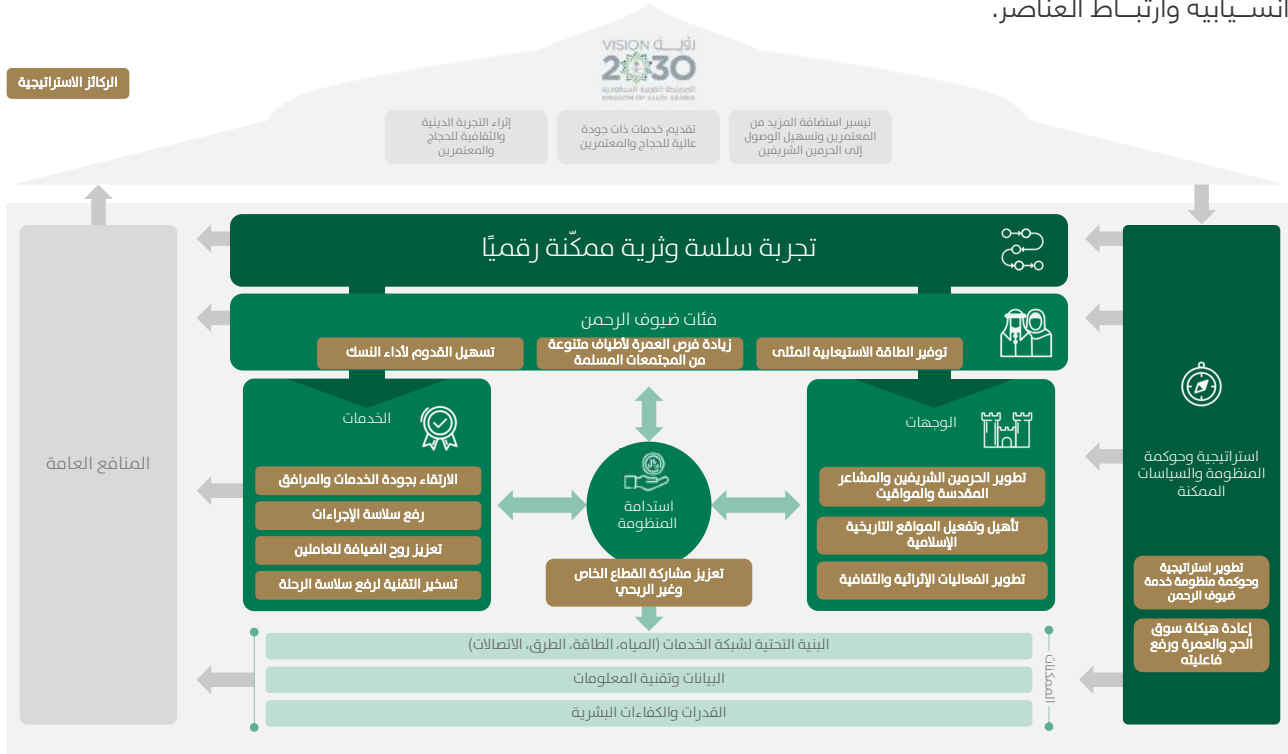 انســيابية وارتبــاط العناصر.
VISION رؤيــة
2030
المملكة العربية السعودية
KINGDOM OF SAUDI ARABIA
الركائز الاستراتيجية
تيسير استضافة المزيد من
المعتمرين وتسهيل الوصول
إلى الحرمين الشريفين
تقديم خدمات ذات جودة
عالية للحجاج والمعتمرين
إثراء التجربة الدينية
والثقافية للحجاج
والمعتمرين
تجربة سلسة وثرية ممكّنة رقميًا
فئات ضيوف الرحمن
توفير الطاقة الاستيعابية المثلى
زيادة فرص العمرة لأطياف متنوعة
من المجتمعات المسلمة
تسهيل القدوم لأداء النسك
استراتيجية وحوكمة
المنظومة والسياسات
الممكنة
تطوير استراتيجية
وحوكمة منظومة خدمة
ضيوف الرحمن
إعادة هيكلة سوق
الحج والعمرة ورفع
فاعليته
الوجهات
تطوير الحرمين الشريفين والمشاعر
المقدسة والمواقيت
تأهيل وتفعيل المواقع التاريخية
الإسلامية
تطوير الفعاليات الإثرائية والثقافية
استدامة
المنظومة
تعزيز مشاركة القطاع الخاص
وغير الربحي
الخدمات
الارتقاء بجودة الخدمات والمرافق
رفع سلاسة الإجراءات
تعزيز روح الضيافة للعاملين
تسخير التقنية لرفع سلاسة الرحلة
المنافع العامة
الممكنات
البنية التحتية لشبكة الخدمات (المياه، الطاقة، الطرق، الاتصالات)
البيانات وتقنية المعلومات
القدرات والكفاءات البشرية